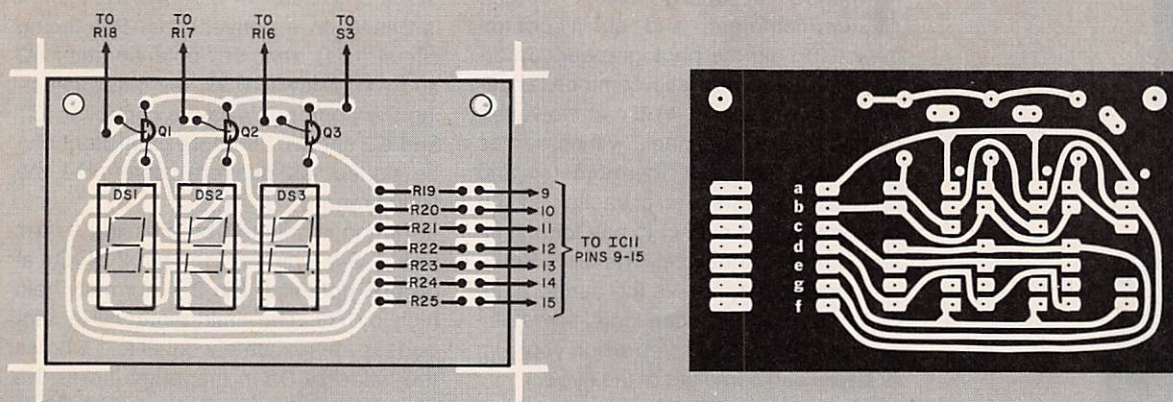 TO R18
TO R17
TO R16
TO S3
Q1
Q2
Q3
DS1
DS2
DS3
R19
R20
R21
R22
R23
R24
R25
9
10
11
12
13
14
15
TO IC11
PINS 9-15
a
b
c
d
e
g
f